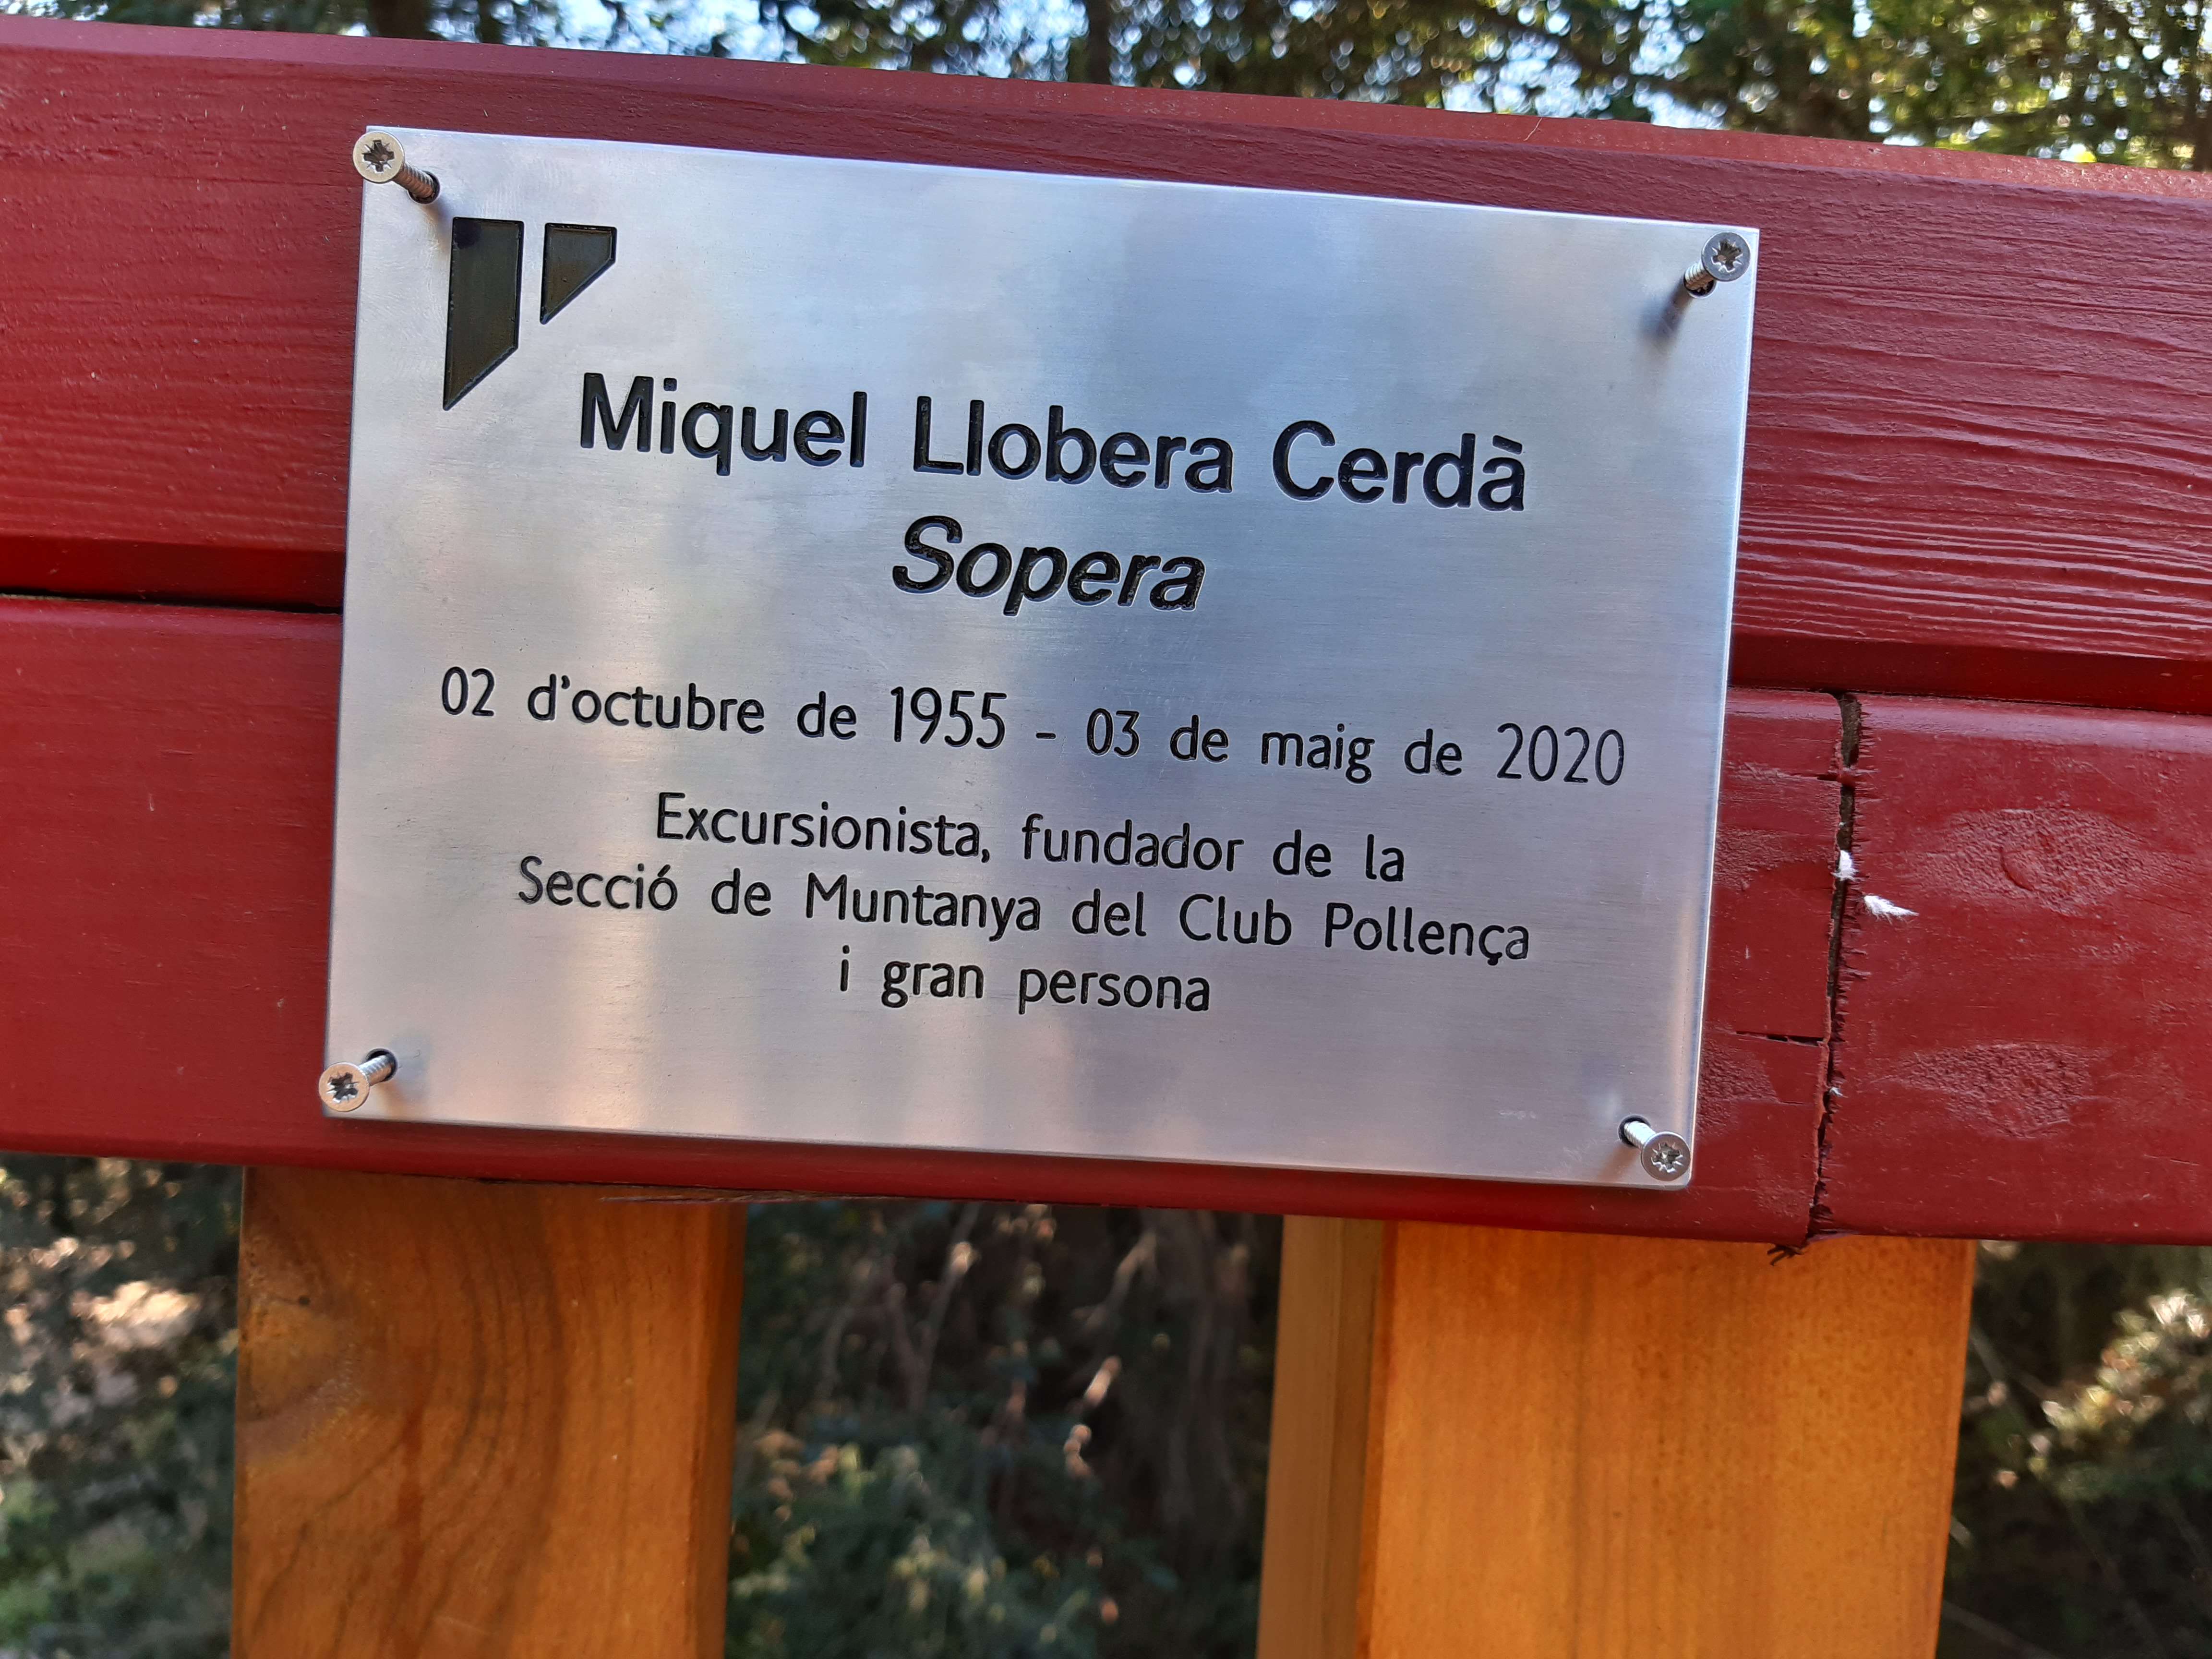 Miquel Llobera Cerdà
Sopera
02 d'octubre de 1955 - 03 de maig de 2020
Excursionista, fundador de la
Secció de Muntanya del Club Pollença
i gran persona